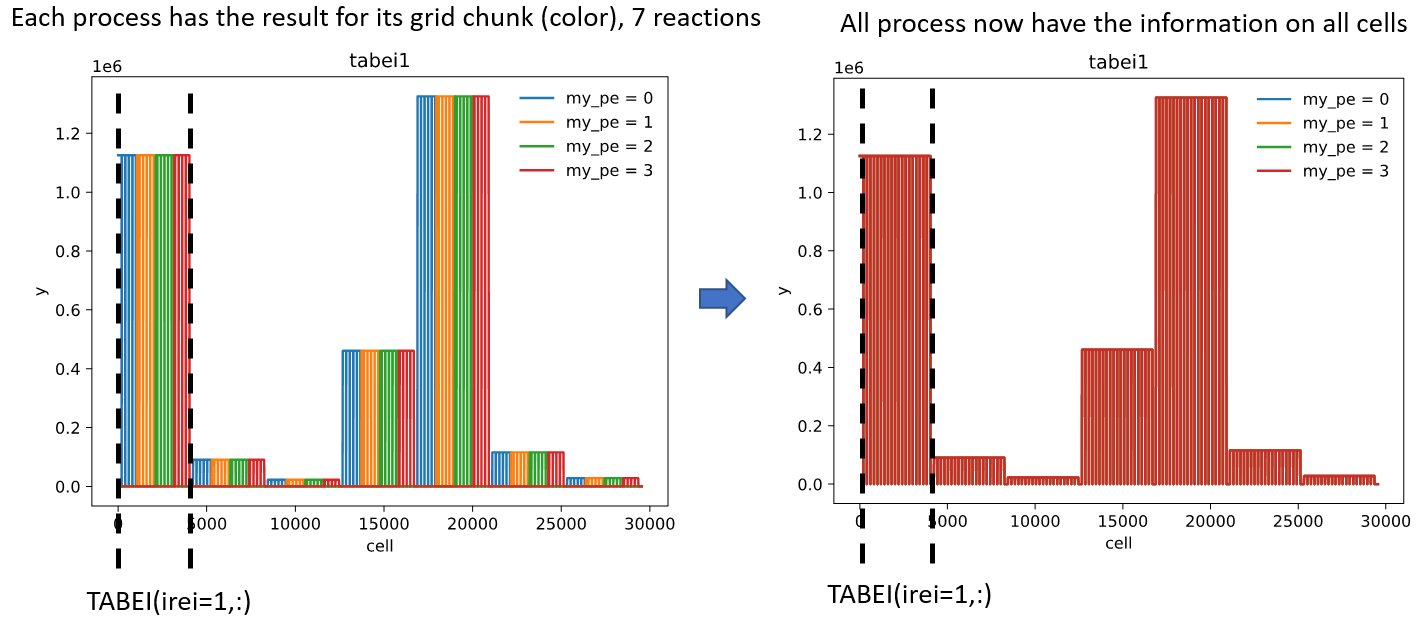 Each process has the result for its grid chunk (color), 7 reactions
tabei1
1e6
my_pe = 0
my_pe = 1
my_pe = 2
my_pe = 3
1.2
1.0
0.8
0.6
0.4
0.2
0.0
y
0 5000 10000 15000 20000 25000 30000
cell
TABEI(irei=1,:)
All process now have the information on all cells
tabei1
1e6
my_pe = 0
my_pe = 1
my_pe = 2
my_pe = 3
1.2
1.0
0.8
0.6
0.4
0.2
0.0
y
0 5000 10000 15000 20000 25000 30000
cell
TABEI(irei=1,:)